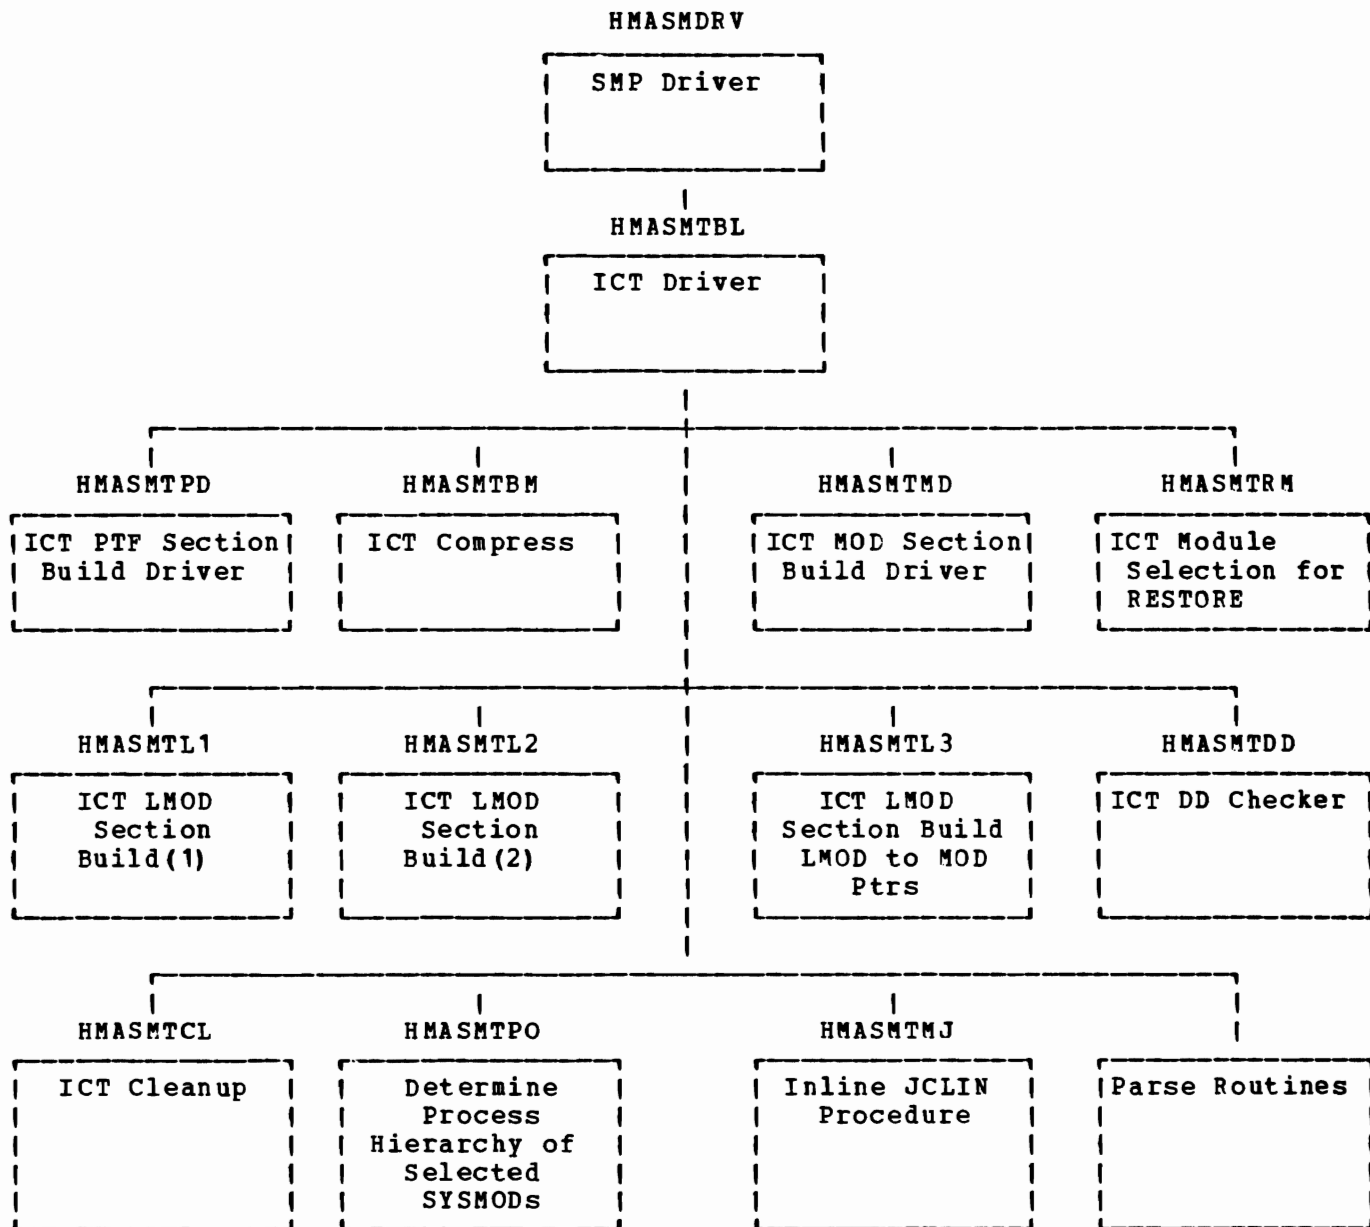 HMASMDRV
SMP Driver
HMASMTBL
ICT Driver
HMASMTPD
HMASMTBM
HMASMTMD
HMASMTRM
ICT PTF Section
Build Driver
ICT Compress
ICT MOD Section
Build Driver
ICT Module
Selection for
RESTORE
HMASMTL1
HMASMTL2
HMASMTL3
HMASMTDD
ICT LMOD
Section
Build(1)
ICT LMOD
Section
Build(2)
ICT LMOD
Section Build
LMOD to MOD
Ptrs
ICT DD Checker
HMASMTCL
HMASMTPO
HMASMTMJ
ICT Cleanup
Determine
Process
Hierarchy of
Selected
SYSMODs
Inline JCLIN
Procedure
Parse Routines